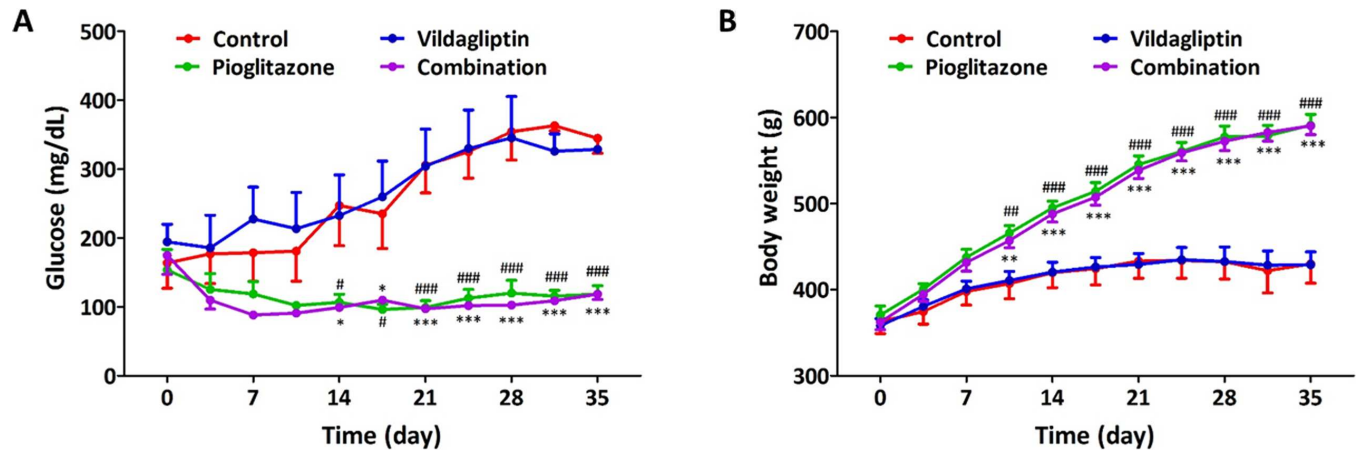 A
Glucose (mg/dL)
500
400
300
200
100
0
Control
Vildagliptin
Pioglitazone
Combination
# * ### ### ### ### ###
* # *** *** *** *** ***
0 7 14 21 28 35
Time (day)
B
Body weight (g)
700
600
500
400
300
Control
Vildagliptin
Pioglitazone
Combination
## ### ### ### ### ### ### ###
** *** *** *** *** *** *** ***
0 7 14 21 28 35
Time (day)